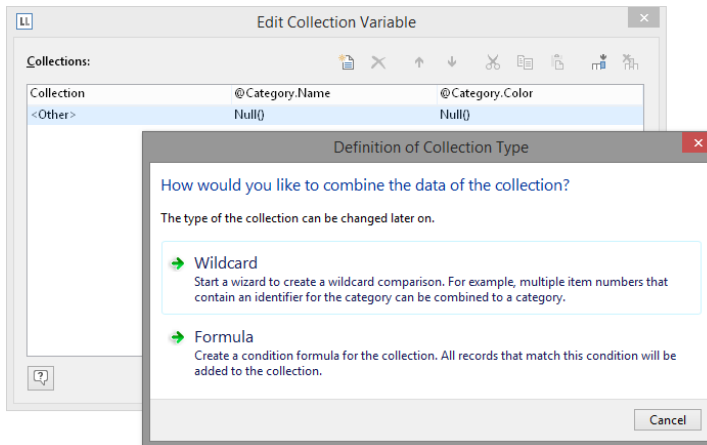 LL
Edit Collection Variable
×
Collections:
Collection @Category.Name @Category.Color
<Other> Null() Null()
Definition of Collection Type
×
How would you like to combine the data of the collection?
The type of the collection can be changed later on.
Wildcard
Start a wizard to create a wildcard comparison. For example, multiple item numbers that
contain an identifier for the category can be combined to a category.
Formula
Create a condition formula for the collection. All records that match this condition will be
added to the collection.
Cancel